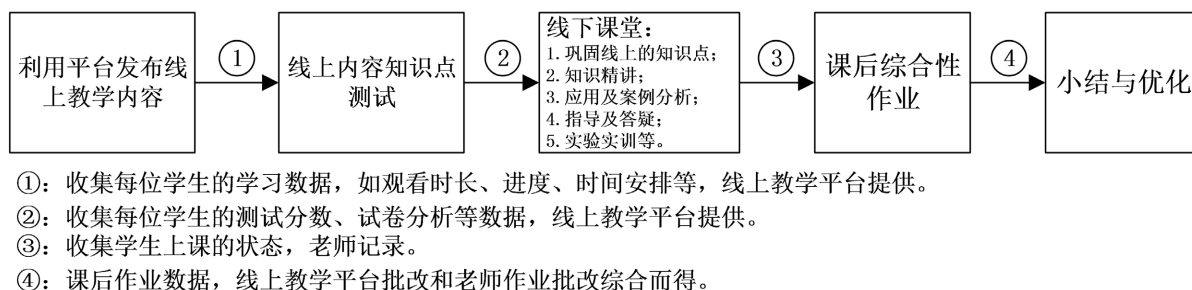 利用平台发布线
上教学内容
①
线上内容知识点
测试
②
线下课堂：
1. 巩固线上的知识点；
2. 知识精讲；
3. 应用及案例分析；
4. 指导及答疑；
5. 实验实训等。
③
课后综合性
作业
④
小结与优化
①：收集每位学生的学习数据，如观看时长、进度、时间安排等，线上教学平台提供。
②：收集每位学生的测试分数、试卷分析等数据，线上教学平台提供。
③：收集学生上课的状态，老师记录。
④：课后作业数据，线上教学平台批改和老师作业批改综合而得。